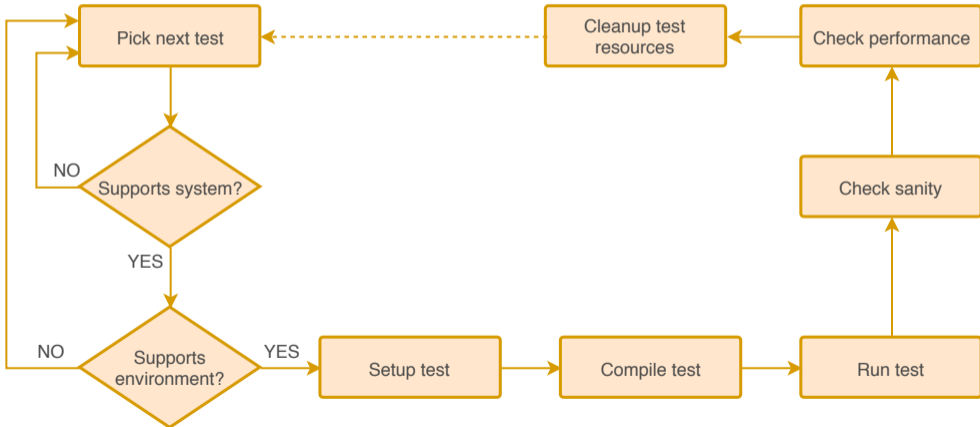 Pick next test
Cleanup test
resources
Check performance
NO
Supports system?
Check sanity
YES
NO
Supports
environment?
YES
Setup test
Compile test
Run test